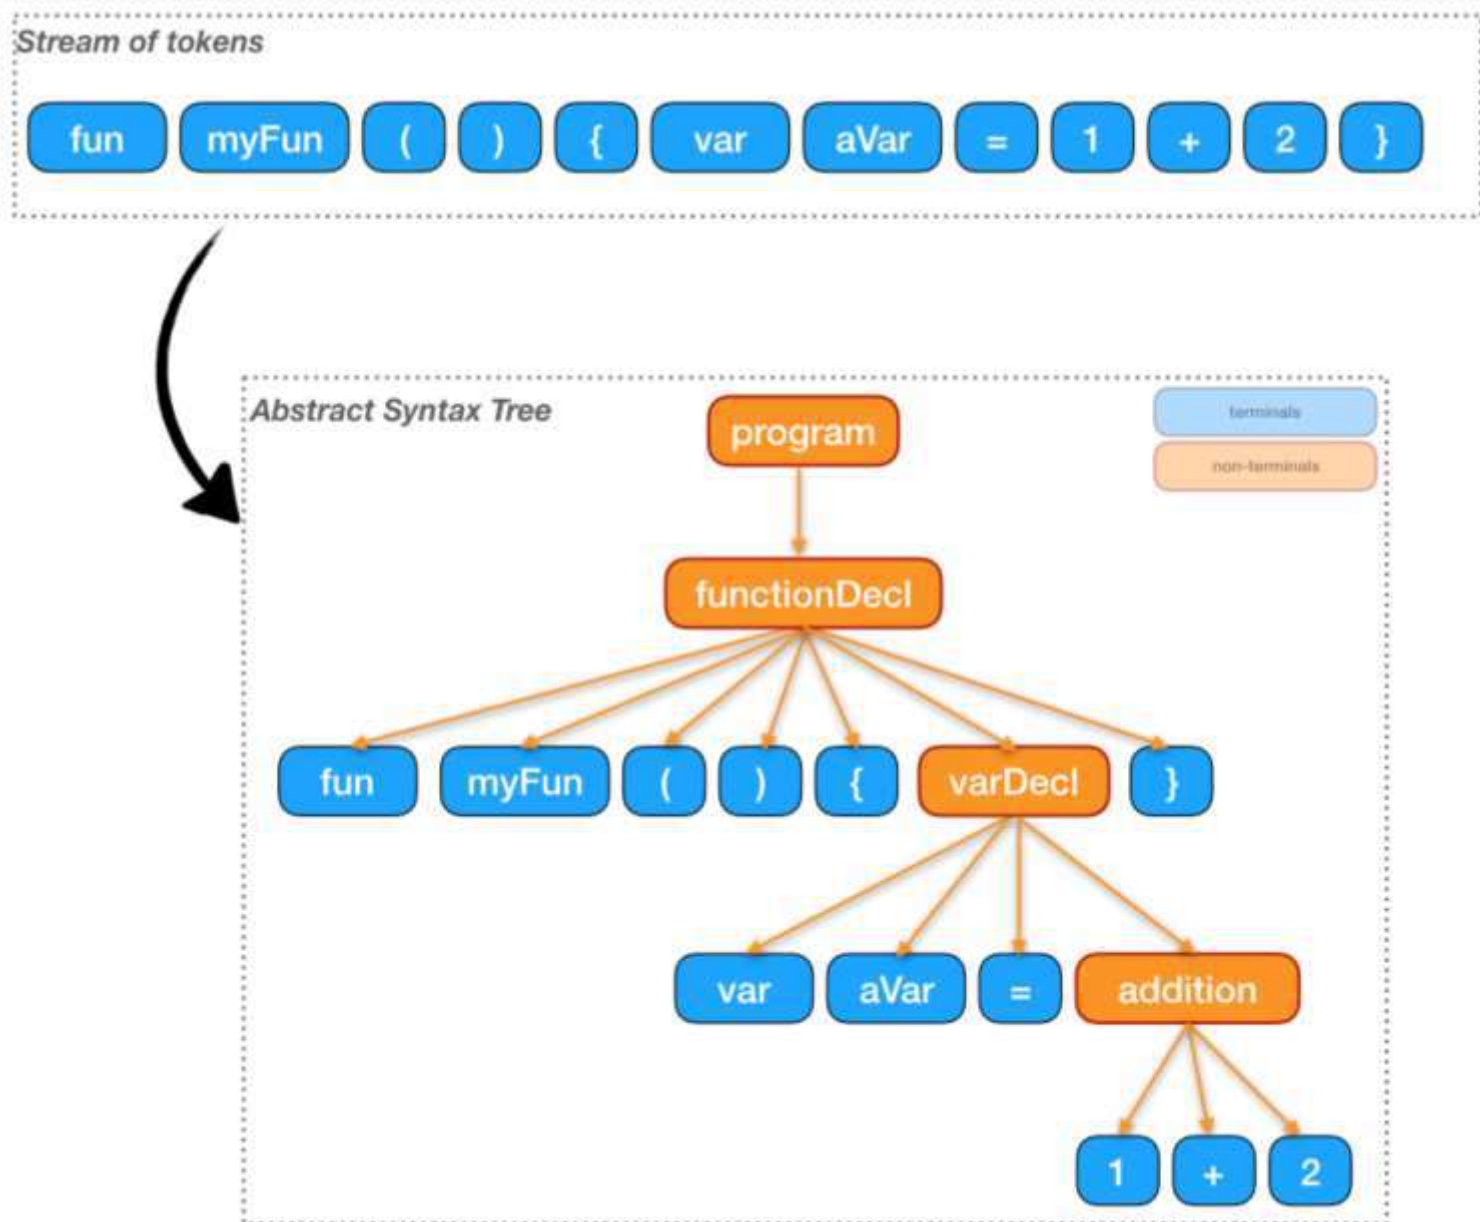 Stream of tokens
fun myFun ( ) { var aVar = 1 + 2 }
Abstract Syntax Tree
terminals
non-terminals
program
functionDecl
fun myFun ( ) { varDecl }
var aVar = addition
1 + 2